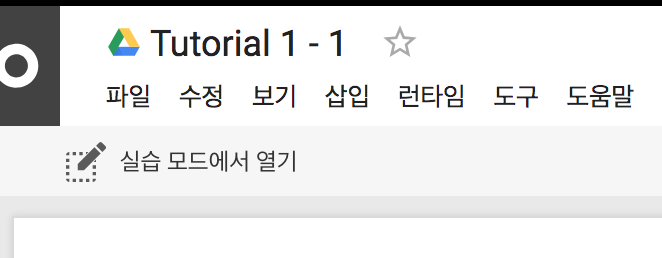 Tutorial 1 - 1
파일 수정 보기 삽입 런타임 도구 도움말
실습 모드에서 열기